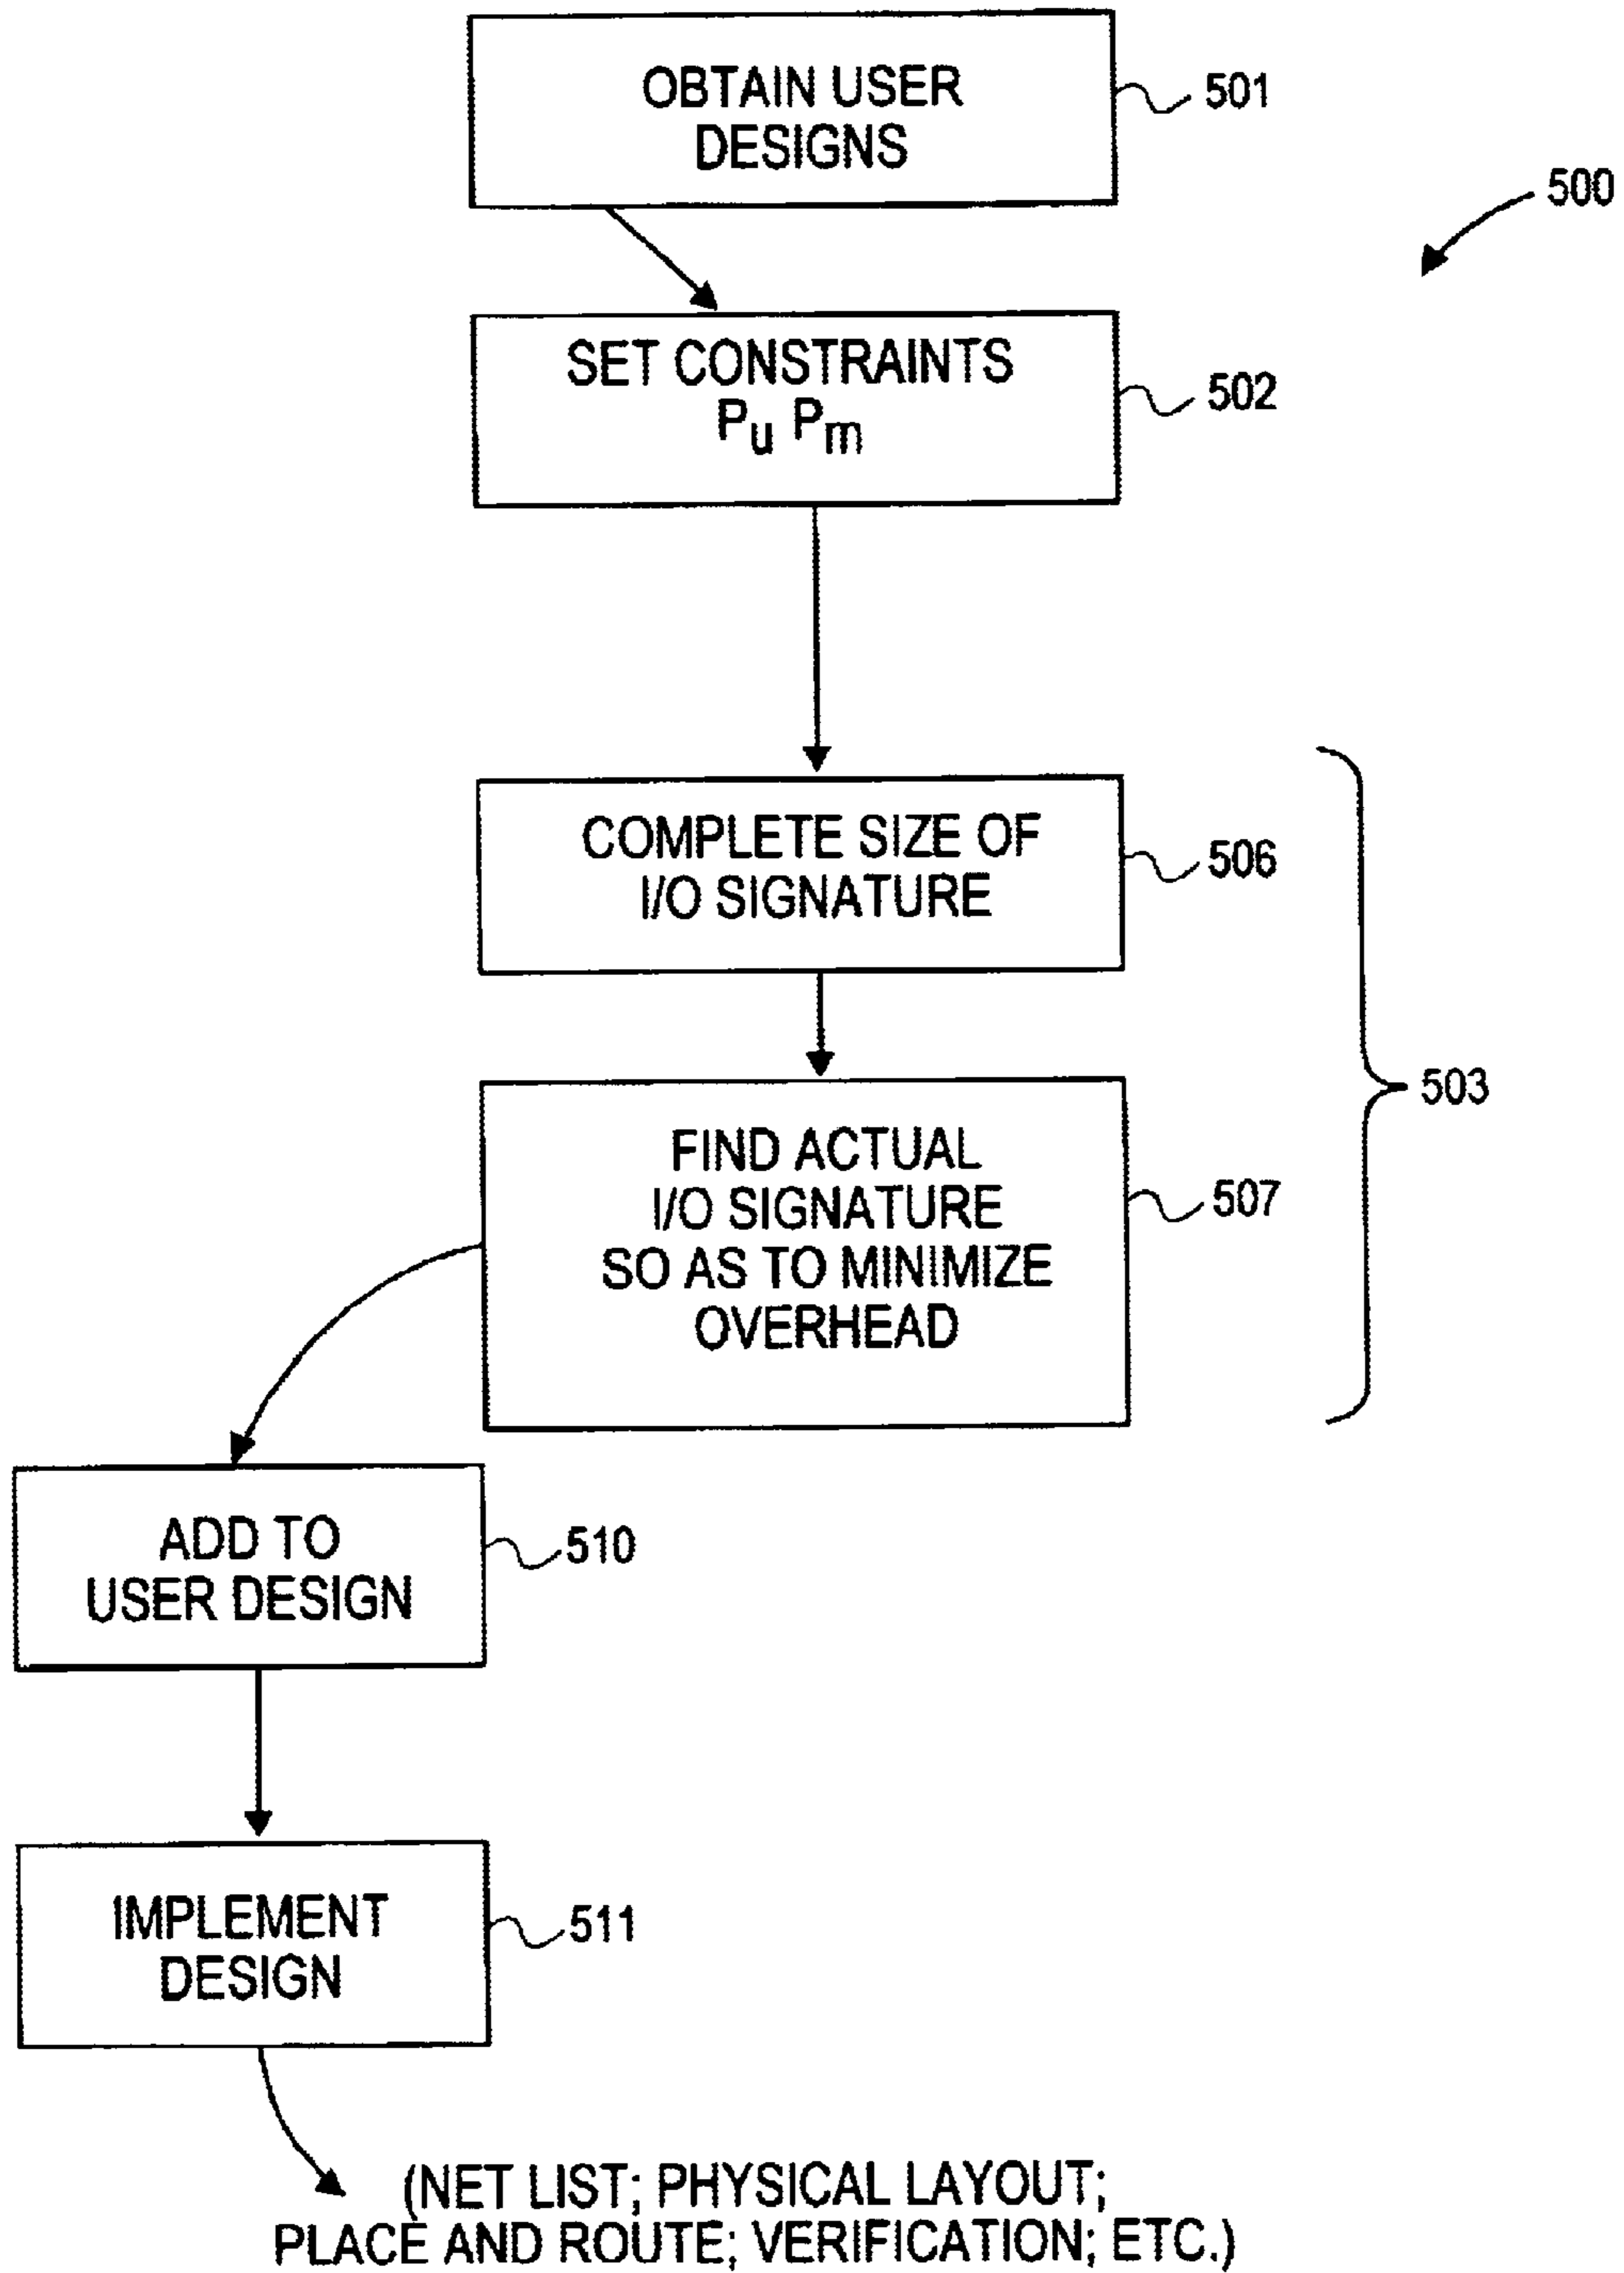 OBTAIN USER
DESIGNS
501
500
SET CONSTRAINTS
Pu Pm
502
COMPLETE SIZE OF
I/O SIGNATURE
506
503
FIND ACTUAL
I/O SIGNATURE
SO AS TO MINIMIZE
OVERHEAD
507
ADD TO
USER DESIGN
510
IMPLEMENT
DESIGN
511
(NET LIST; PHYSICAL LAYOUT;
PLACE AND ROUTE; VERIFICATION; ETC.)